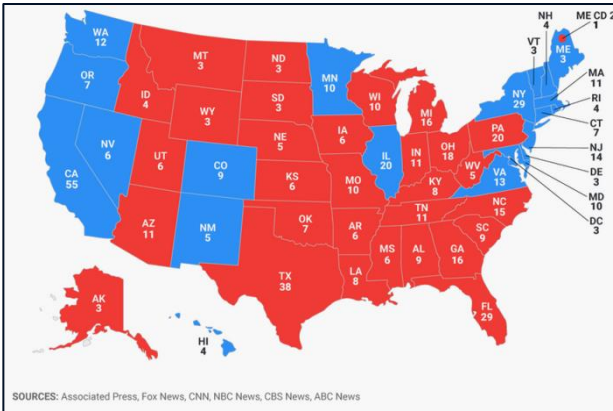 WA
12
OR
7
CA
55
NV
6
ID
4
MT
3
WY
3
UT
6
AZ
11
CO
9
NM
5
ND
3
SD
3
NE
5
KS
6
OK
7
TX
38
MN
10
IA
6
MO
10
AR
6
LA
8
WI
10
IL
20
MI
16
IN
11
OH
18
KY
8
TN
11
MS
6
AL
9
GA
16
FL
29
SC
9
NC
15
VA
13
WV
5
PA
20
NY
29
VT
3
NH
4
ME
3
ME CD 2
1
MA
11
RI
4
CT
7
NJ
14
DE
3
MD
10
DC
3
AK
3
HI
4
SOURCES: Associated Press, Fox News, CNN, NBC News, CBS News, ABC News